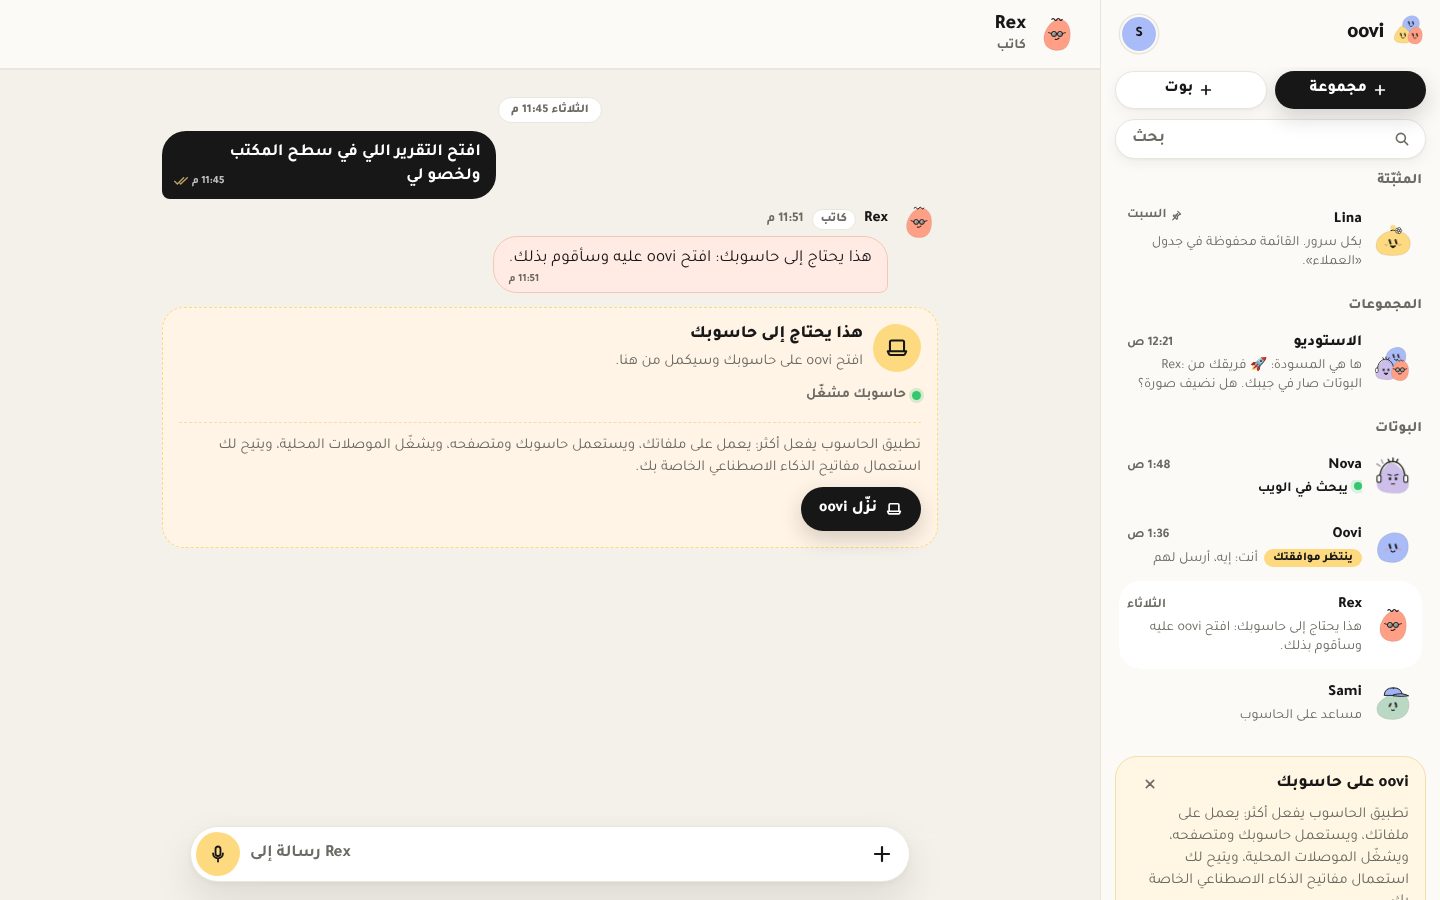 oovi
S
مجموعة
بوت
بحث
المثبّتة
Lina
السبت
بكل سرور. القائمة محفوظة في جدول
«العملاء».
المجموعات
الاستوديو
12:21 ص
Rex: ها هي المسودة: 🚀 فريقك من
البوتات صار في جيبك. هل نضيف صورة؟
البوتات
Nova
1:48 ص
يبحث في الويب
Oovi
1:36 ص
ينتظر موافقتك
أنت: إيه، أرسل لهم
Rex
الثلاثاء
هذا يحتاج إلى حاسوبك: افتح oovi عليه
وسأقوم بذلك.
Sami
مساعد على الحاسوب
oovi على حاسوبك
تطبيق الحاسوب يفعل أكثر: يعمل على
ملفاتك، ويستعمل حاسوبك ومتصفحه،
ويشغّل الموصلات المحلية، ويتيح لك
استعمال مفاتيح الذكاء الاصطناعي الخاصة
Rex
كاتب
الثلاثاء 11:45 م
افتح التقرير اللي في سطح المكتب
ولخصو لي
11:45 م
Rex
كاتب
11:51 م
هذا يحتاج إلى حاسوبك: افتح oovi عليه وسأقوم بذلك.
11:51 م
هذا يحتاج إلى حاسوبك
افتح oovi على حاسوبك وسيكمل من هنا.
حاسوبك مشغّل
تطبيق الحاسوب يفعل أكثر: يعمل على ملفاتك، ويستعمل حاسوبك ومتصفحه، ويشغّل الموصلات المحلية، ويتيح لك
استعمال مفاتيح الذكاء الاصطناعي الخاصة بك.
نزّل oovi
رسالة إلى Rex